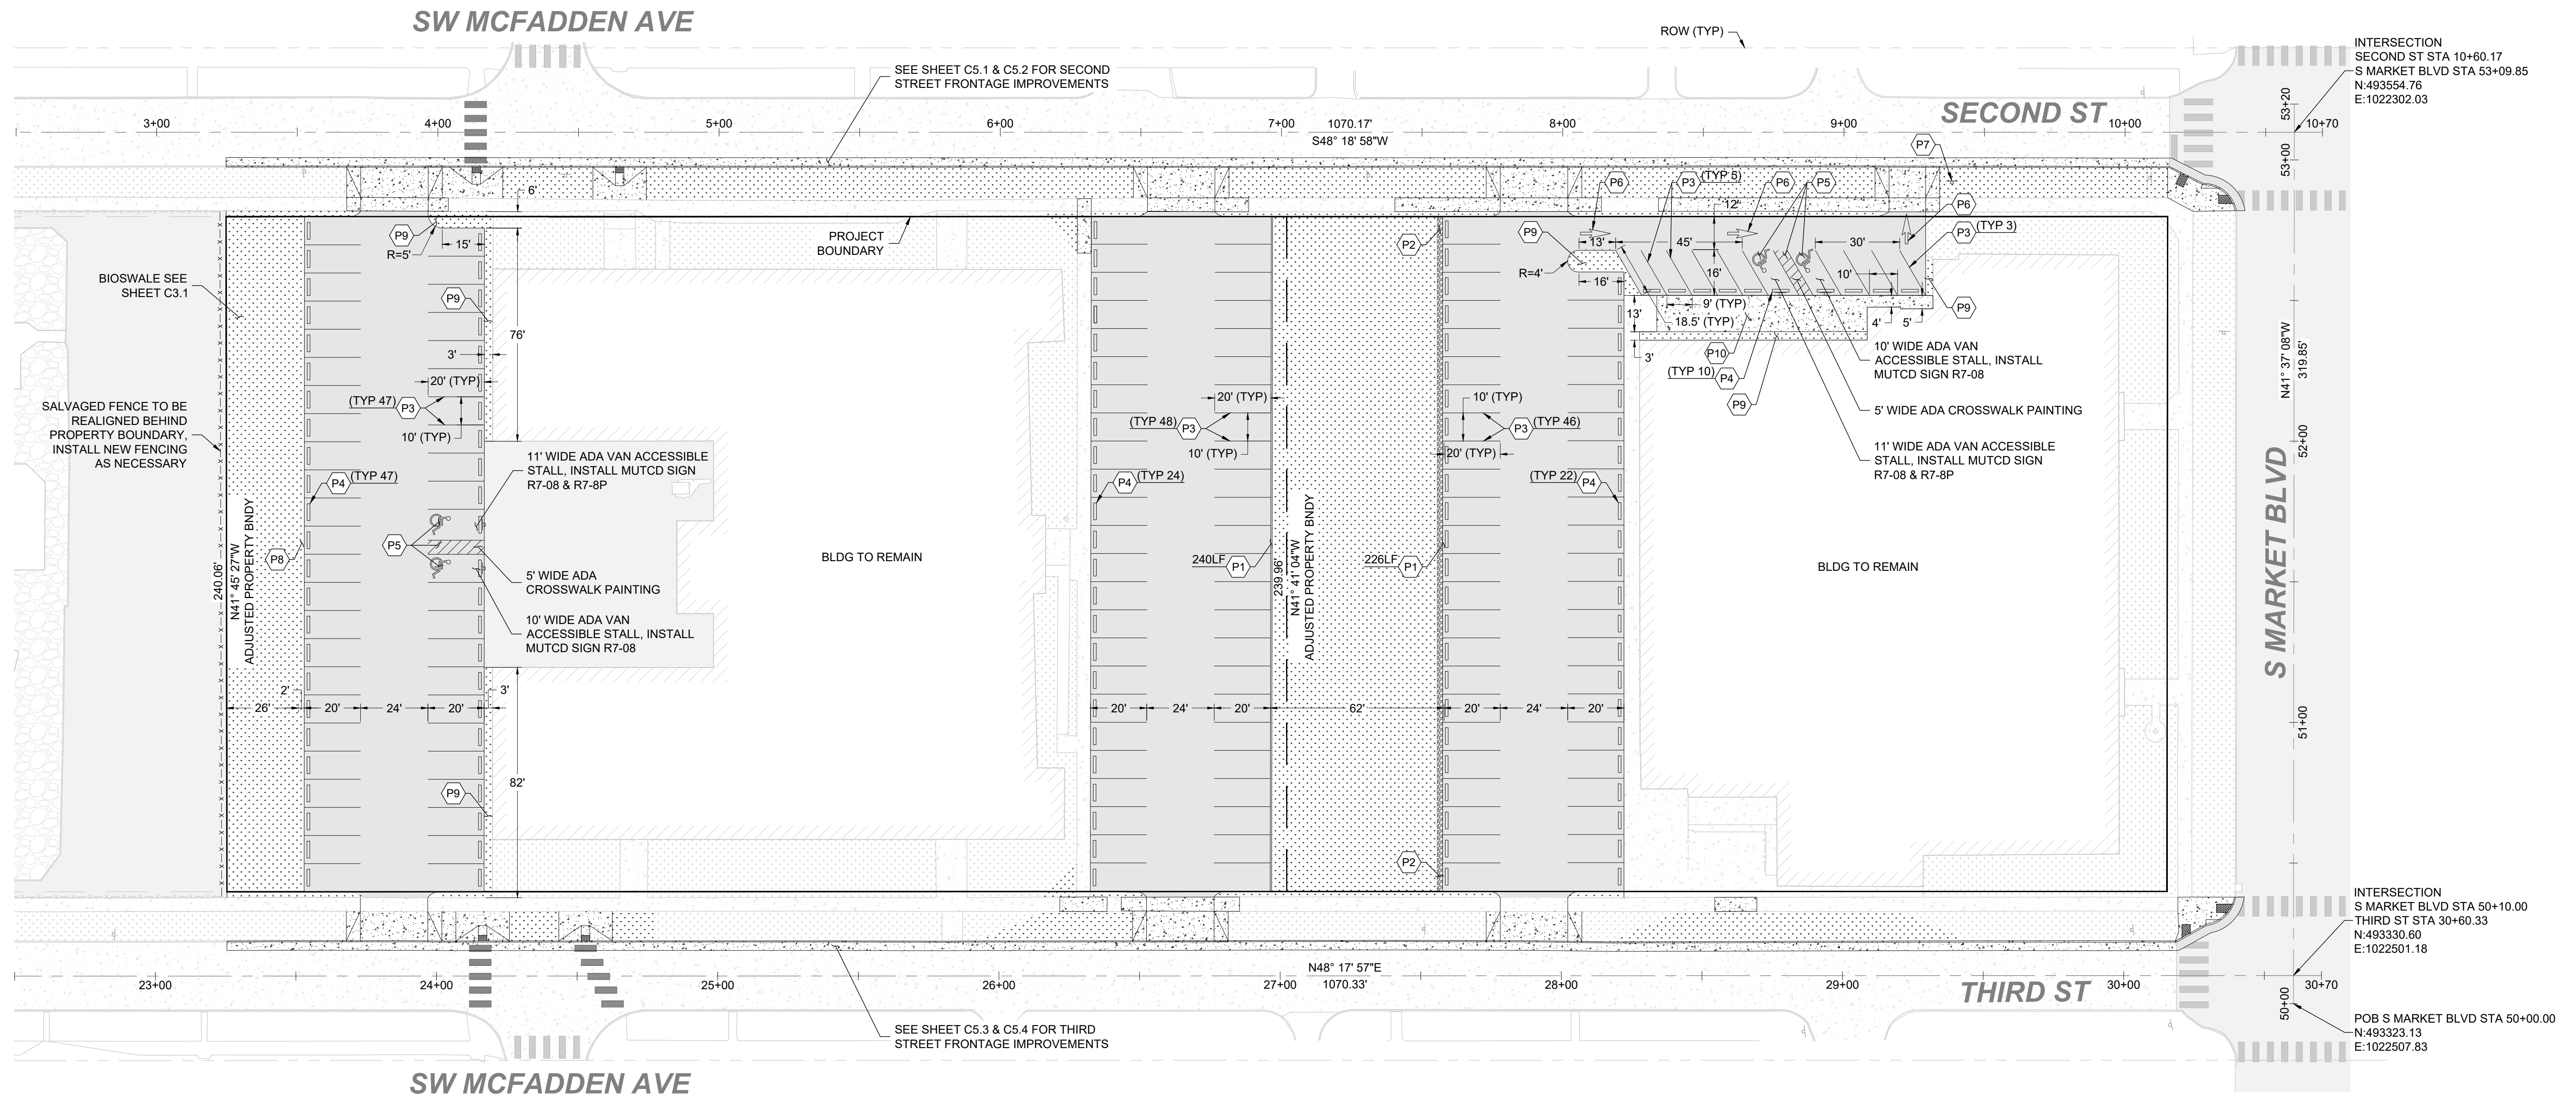 SW MCFADDEN AVE
ROW (TYP)
INTERSECTION
SECOND ST STA 10+60.17
S MARKET BLVD STA 53+09.85
N:493554.76
E:1022302.03
SEE SHEET C5.1 & C5.2 FOR SECOND
STREET FRONTAGE IMPROVEMENTS
SECOND ST
53+20
3+00
4+00
5+00
6+00
7+00
1070.17'
S48° 18' 58"W
8+00
9+00
10+00
10+70
53+00
P7
6'
P6
P3
(TYP 5)
P6
P5
12'
P6
P3
(TYP 3)
P9
15'
R=5'
PROJECT
BOUNDARY
P2
P9
13'
45'
30'
R=4'
16'
16'
10'
BIOSWALE SEE
SHEET C3.1
P9
9' (TYP)
18.5' (TYP)
13'
4'
5'
P9
76'
3'
3'
P10
(TYP 10)
P4
P9
10' WIDE ADA VAN
ACCESSIBLE STALL, INSTALL
MUTCD SIGN R7-08
5' WIDE ADA CROSSWALK PAINTING
11' WIDE ADA VAN ACCESSIBLE
STALL, INSTALL MUTCD SIGN
R7-08 & R7-8P
N41° 37' 08"W
319.85'
52+00
S MARKET BLVD
51+00
SALVAGED FENCE TO BE
REALIGNED BEHIND
PROPERTY BOUNDARY,
INSTALL NEW FENCING
AS NECESSARY
20' (TYP)
(TYP 47)
P3
10' (TYP)
20' (TYP)
(TYP 48)
P3
10' (TYP)
10' (TYP)
P3
(TYP 46)
20' (TYP)
P4
(TYP 47)
11' WIDE ADA VAN ACCESSIBLE
STALL, INSTALL MUTCD SIGN
R7-08 & R7-8P
P4
(TYP 24)
(TYP 22)
P4
240.06'
N41° 45' 27"W
ADJUSTED PROPERTY BNDY
P8
P5
5' WIDE ADA
CROSSWALK PAINTING
10' WIDE ADA VAN
ACCESSIBLE STALL, INSTALL
MUTCD SIGN R7-08
BLDG TO REMAIN
240LF
P1
239.96'
N41° 41' 04"W
ADJUSTED PROPERTY BNDY
226LF
P1
BLDG TO REMAIN
2'
3'
26'
20'
24'
20'
20'
24'
20'
62'
20'
24'
20'
82'
P9
P2
INTERSECTION
S MARKET BLVD STA 50+10.00
THIRD ST STA 30+60.33
N:493330.60
E:1022501.18
23+00
24+00
25+00
26+00
27+00
N48° 17' 57"E
1070.33'
28+00
29+00
30+00
30+70
THIRD ST
50+00
SEE SHEET C5.3 & C5.4 FOR THIRD
STREET FRONTAGE IMPROVEMENTS
POB S MARKET BLVD STA 50+00.00
N:493323.13
E:1022507.83
SW MCFADDEN AVE